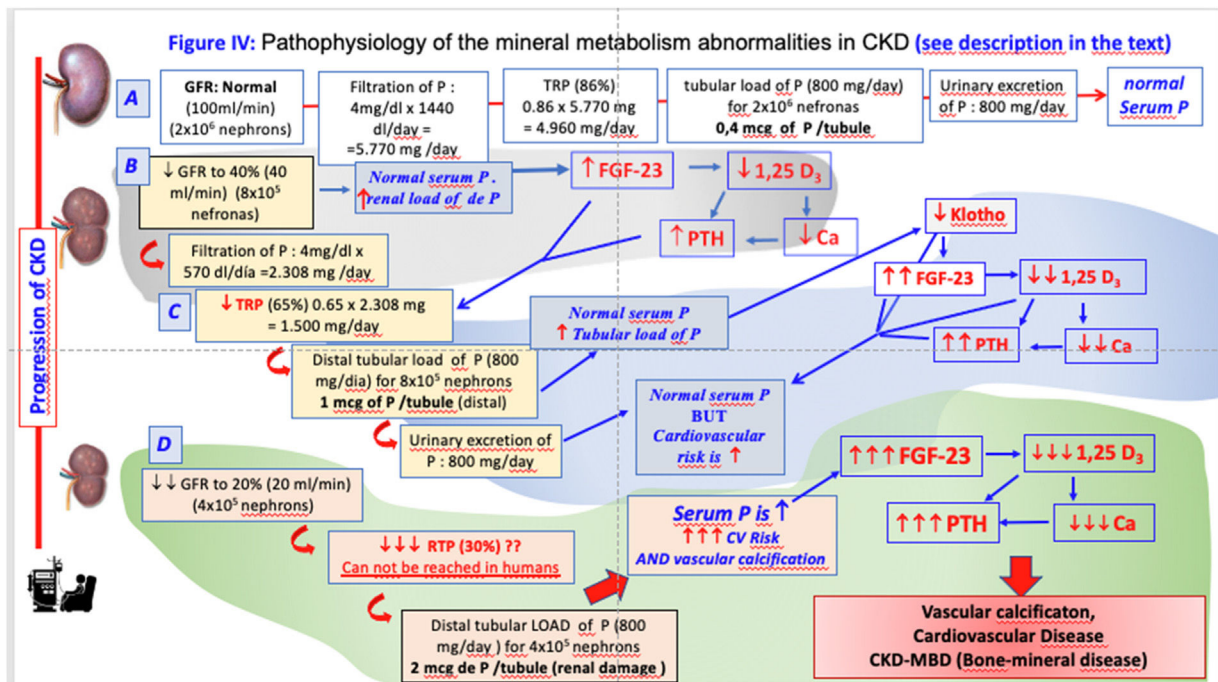 Figure IV: Pathophysiology of the mineral metabolism abnormalities in CKD (see description in the text)
Progression of CKD
A
GFR: Normal
(100ml/min)
(2x10⁶ nephrons)
Filtration of P :
4mg/dl x 1440
dl/day =
=5.770 mg /day
TRP (86%)
0.86 x 5.770 mg
= 4.960 mg/day
tubular load of P (800 mg/day)
for 2x10⁶ nefronas
0,4 mcg of P /tubule
Urinary excretion
of P : 800 mg/day
normal
Serum P
B
↓ GFR to 40% (40
ml/min) (8x10⁵
nefronas)
Normal serum P .
↑renal load of de P
↑ FGF-23
↓ 1,25 D₃
↑ PTH
↓ Ca
Filtration of P : 4mg/dl x
570 dl/día =2.308 mg /day
C
↓ TRP (65%) 0.65 x 2.308 mg
= 1.500 mg/day
Distal tubular load of P (800
mg/dia) for 8x10⁵ nephrons
1 mcg of P /tubule (distal)
Urinary excretion of
P : 800 mg/day
Normal serum P
↑ Tubular load of P
↓ Klotho
↑↑ FGF-23
↓↓ 1,25 D₃
↑↑ PTH
↓↓ Ca
Normal serum P
BUT
Cardiovascular
risk is ↑
D
↓↓ GFR to 20% (20 ml/min)
(4x10⁵ nephrons)
↓↓↓ RTP (30%) ??
Can not be reached in humans
Distal tubular LOAD of P (800
mg/day ) for 4x10⁵ nephrons
2 mcg de P /tubule (renal damage )
Serum P is ↑
↑↑↑ CV Risk
AND vascular calcification
↑↑↑ FGF-23
↓↓↓ 1,25 D₃
↑↑↑ PTH
↓↓↓ Ca
Vascular calcificaton,
Cardiovascular Disease
CKD-MBD (Bone-mineral disease)